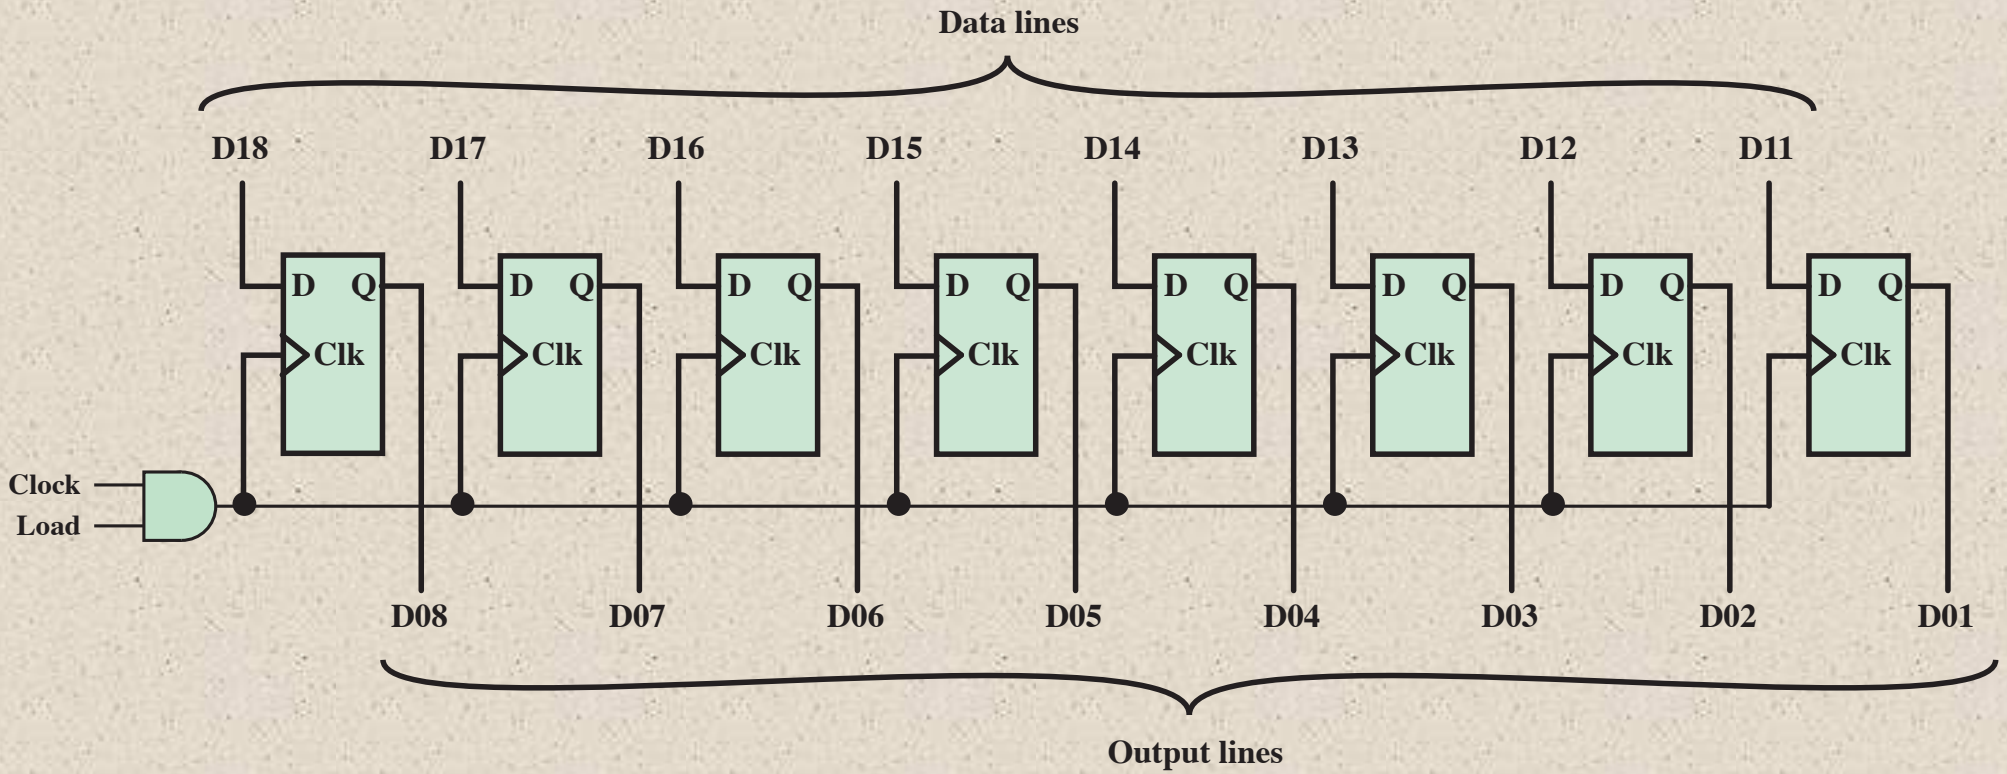 Data lines
D18 D17 D16 D15 D14 D13 D12 D11
D Q D Q D Q D Q D Q D Q D Q D Q
Clk Clk Clk Clk Clk Clk Clk Clk
Clock
Load
D08 D07 D06 D05 D04 D03 D02 D01
Output lines